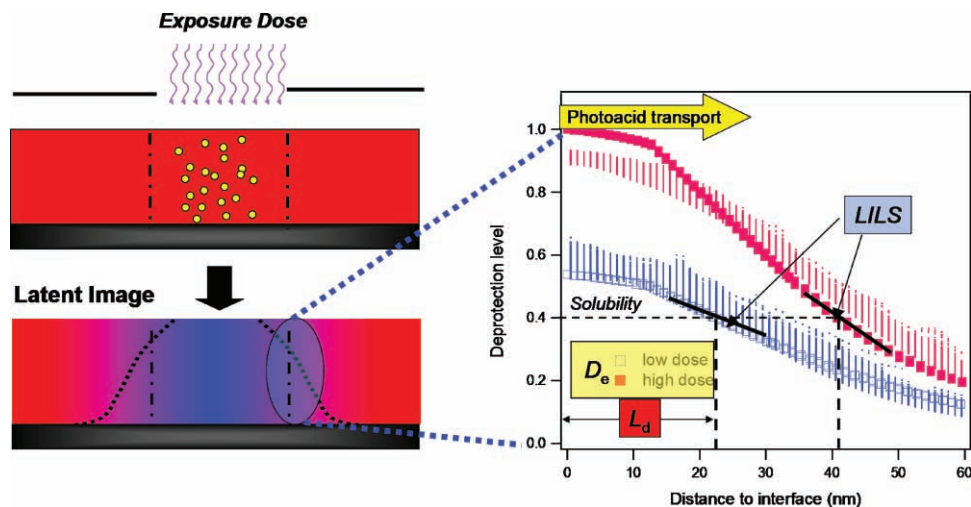 Exposure Dose
Latent Image
Photoacid transport
LILS
Solubility
Dₑ
low dose
high dose
L_d
Deprotection level
1.0
0.8
0.6
0.4
0.2
0.0
0
10
20
30
40
50
60
Distance to interface (nm)